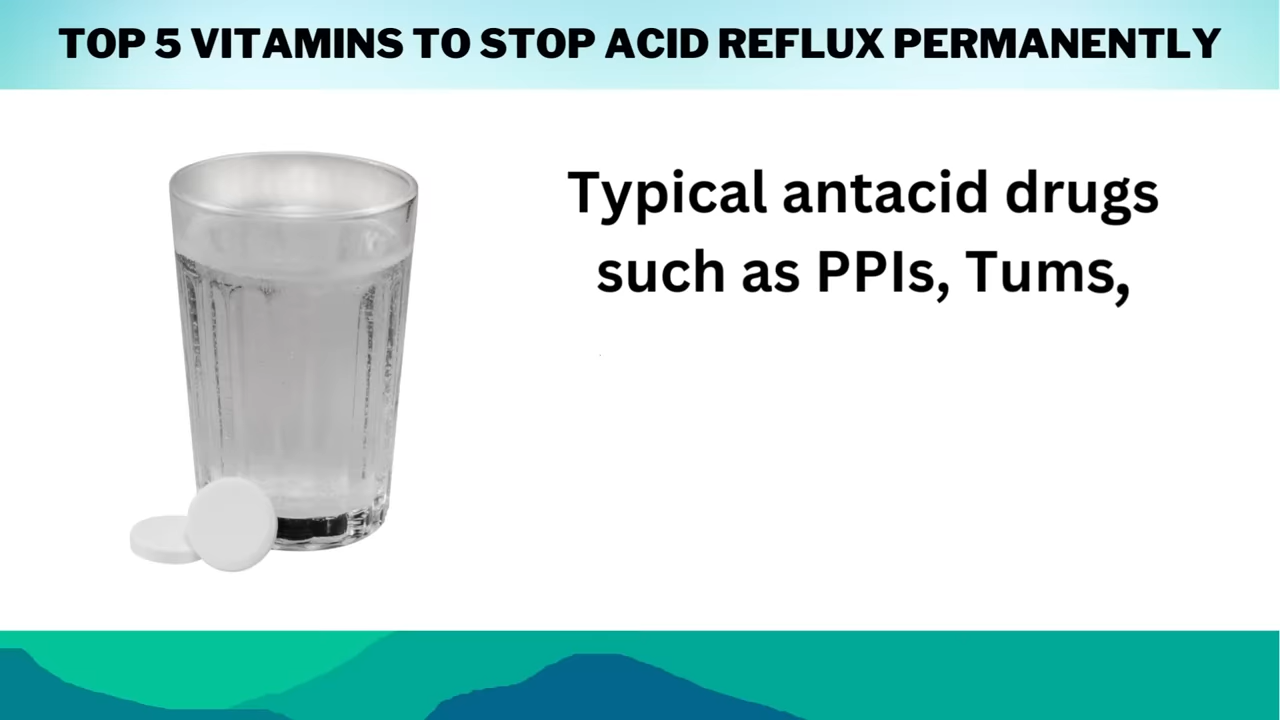 TOP 5 VITAMINS TO STOP ACID REFLUX PERMANENTLY
Typical antacid drugs
such as PPIs, Tums,